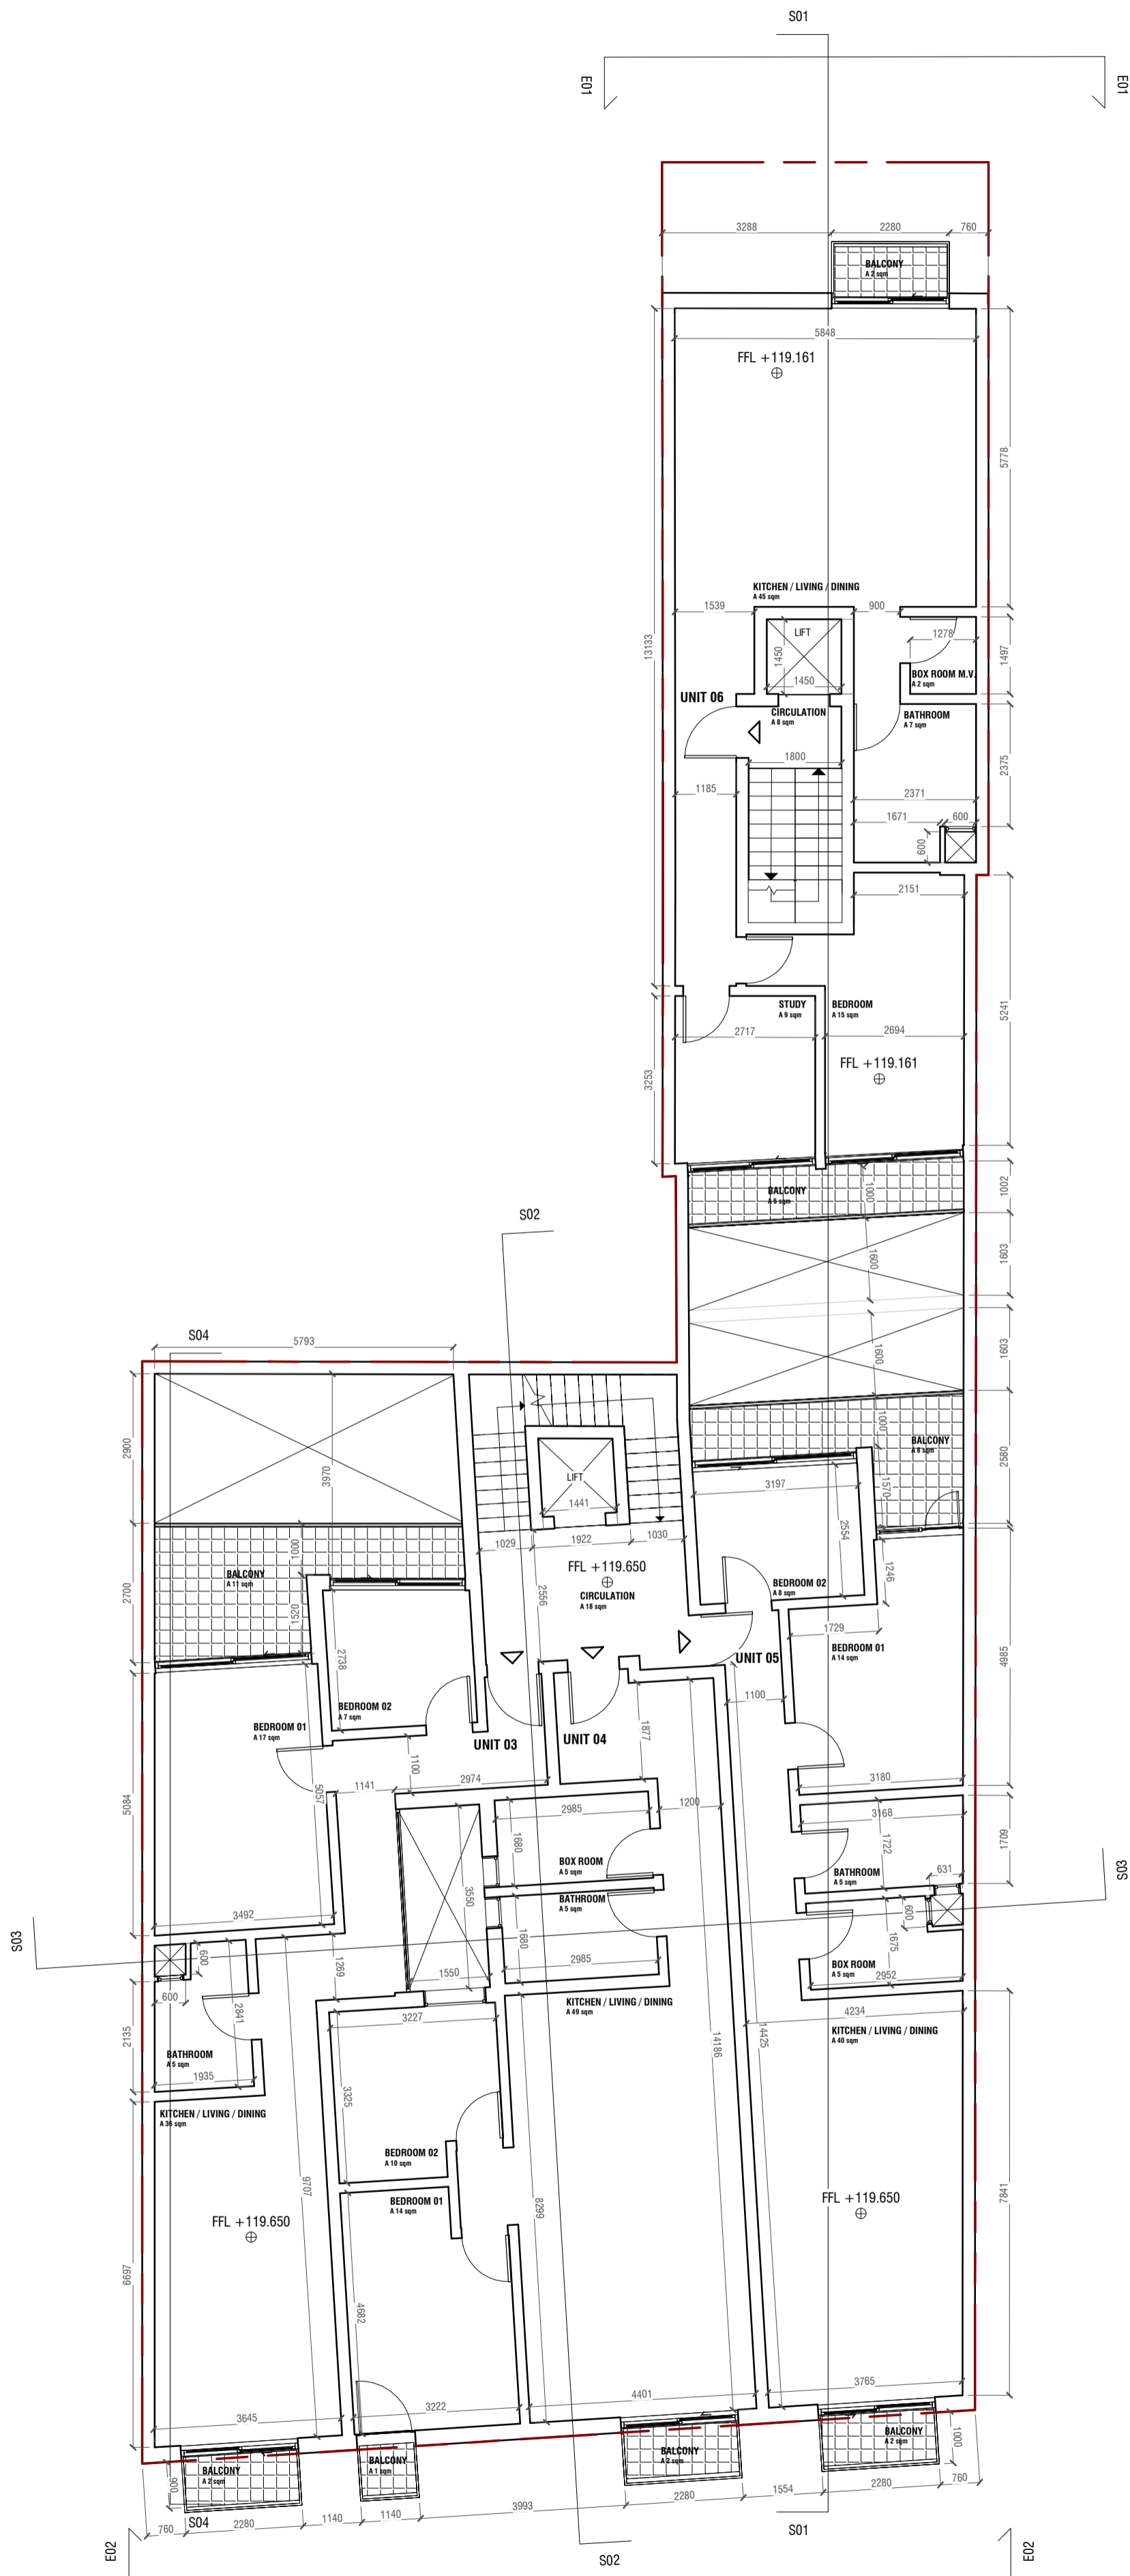 S01
E01
E01
3288
2280
760
BALCONY
A 2 sqm
5848
FFL +119.161
5778
13133
KITCHEN / LIVING / DINING
A 45 sqm
1539
900
LIFT
1450
1450
1278
1497
BOX ROOM M.V.
A 2 sqm
UNIT 06
CIRCULATION
A 8 sqm
BATHROOM
A 7 sqm
1800
2375
1185
2371
1671
600
600
2151
5241
STUDY
A 9 sqm
BEDROOM
A 15 sqm
2717
2694
FFL +119.161
3253
1002
1000
BALCONY
A 6 sqm
S02
1600
1603
S04
5793
1600
1603
2900
3970
1000
BALCONY
A 8 sqm
2580
LIFT
1441
3197
1570
2554
1029
1922
1030
1000
2556
FFL +119.650
CIRCULATION
A 18 sqm
1246
BALCONY
A 11 sqm
2700
1520
BEDROOM 02
A 8 sqm
1729
BEDROOM 01
A 14 sqm
4985
2738
UNIT 05
1100
BEDROOM 02
A 7 sqm
BEDROOM 01
A 17 sqm
UNIT 03
UNIT 04
1877
1100
2974
1141
5057
5084
3180
2985
1200
3168
1709
1680
1722
BOX ROOM
A 5 sqm
BATHROOM
A 5 sqm
631
S03
3550
BATHROOM
A 5 sqm
3492
600
S03
1680
1675
600
1269
2985
BOX ROOM
A 5 sqm
1550
2952
600
2841
KITCHEN / LIVING / DINING
A 49 sqm
4234
2135
3227
14186
14425
KITCHEN / LIVING / DINING
A 40 sqm
BATHROOM
A 5 sqm
1935
3325
KITCHEN / LIVING / DINING
A 36 sqm
BEDROOM 02
A 10 sqm
9707
BEDROOM 01
A 14 sqm
FFL +119.650
FFL +119.650
8299
7841
6697
4682
3765
4401
3222
3645
BALCONY
A 2 sqm
1000
BALCONY
A 2 sqm
BALCONY
A 1 sqm
BALCONY
A 2 sqm
900
760
2280
1140
1140
3993
2280
1554
2280
760
S04
S01
E02
S02
E02